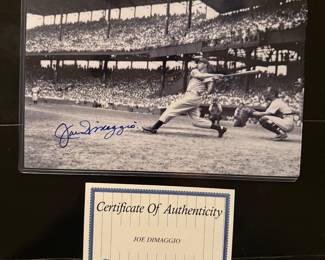 Joe DiMaggio
Certificate Of Authenticity
JOE DIMAGGIO